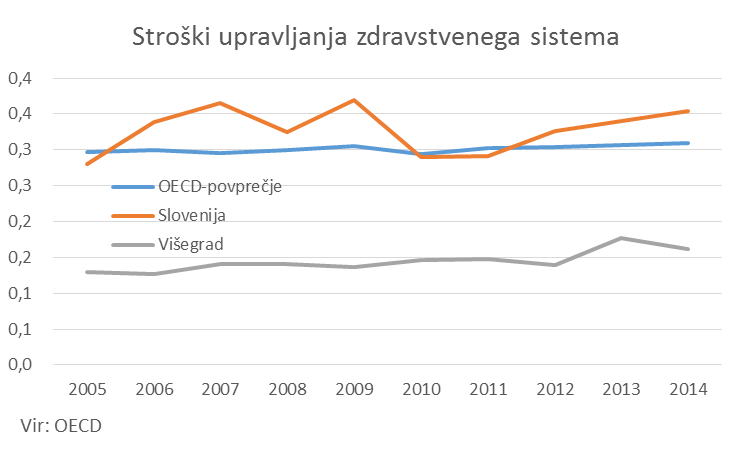 Stroški upravljanja zdravstvenega sistema
0,4
0,4
0,3
0,3
0,2
0,2
0,1
0,1
0,0
OECD-povprečje
Slovenija
Višegrad
2005 2006 2007 2008 2009 2010 2011 2012 2013 2014
Vir: OECD